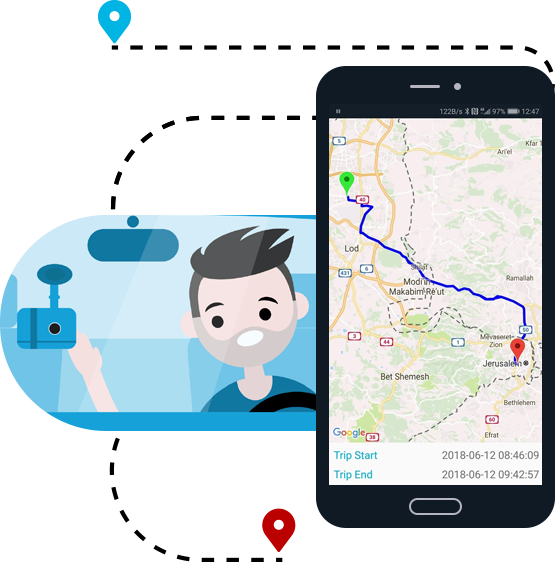 122B/s 97% 12:47
5
Kfar T
Ari'el
40
Lod
6
431
Shilat
Modi'in
Makabim-Re'ut
Ramallah
50
3
44
1
Mevaseret
Zion
Jerusalem
Bet Shemesh
Bethlehem
60
Efrat
Google
38
Trip Start 2018-06-12 08:46:09
Trip End 2018-06-12 09:42:57